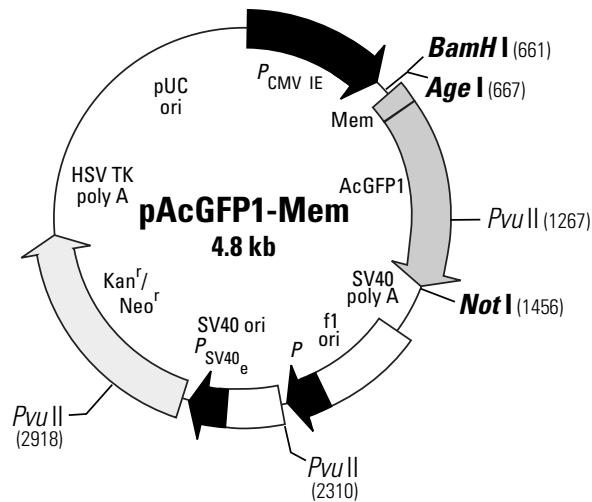 P CMV IE
BamH I (661)
Age I (667)
pUC
ori
Mem
HSV TK
poly A
AcGFP1
pAcGFP1-Mem
4.8 kb
Pvu II
(1267)
SV40
poly A
Not I (1456)
Kanʳ/
Neoʳ
SV40 ori
P SV40 e
P
f1
ori
Pvu II
(2918)
Pvu II
(2310)